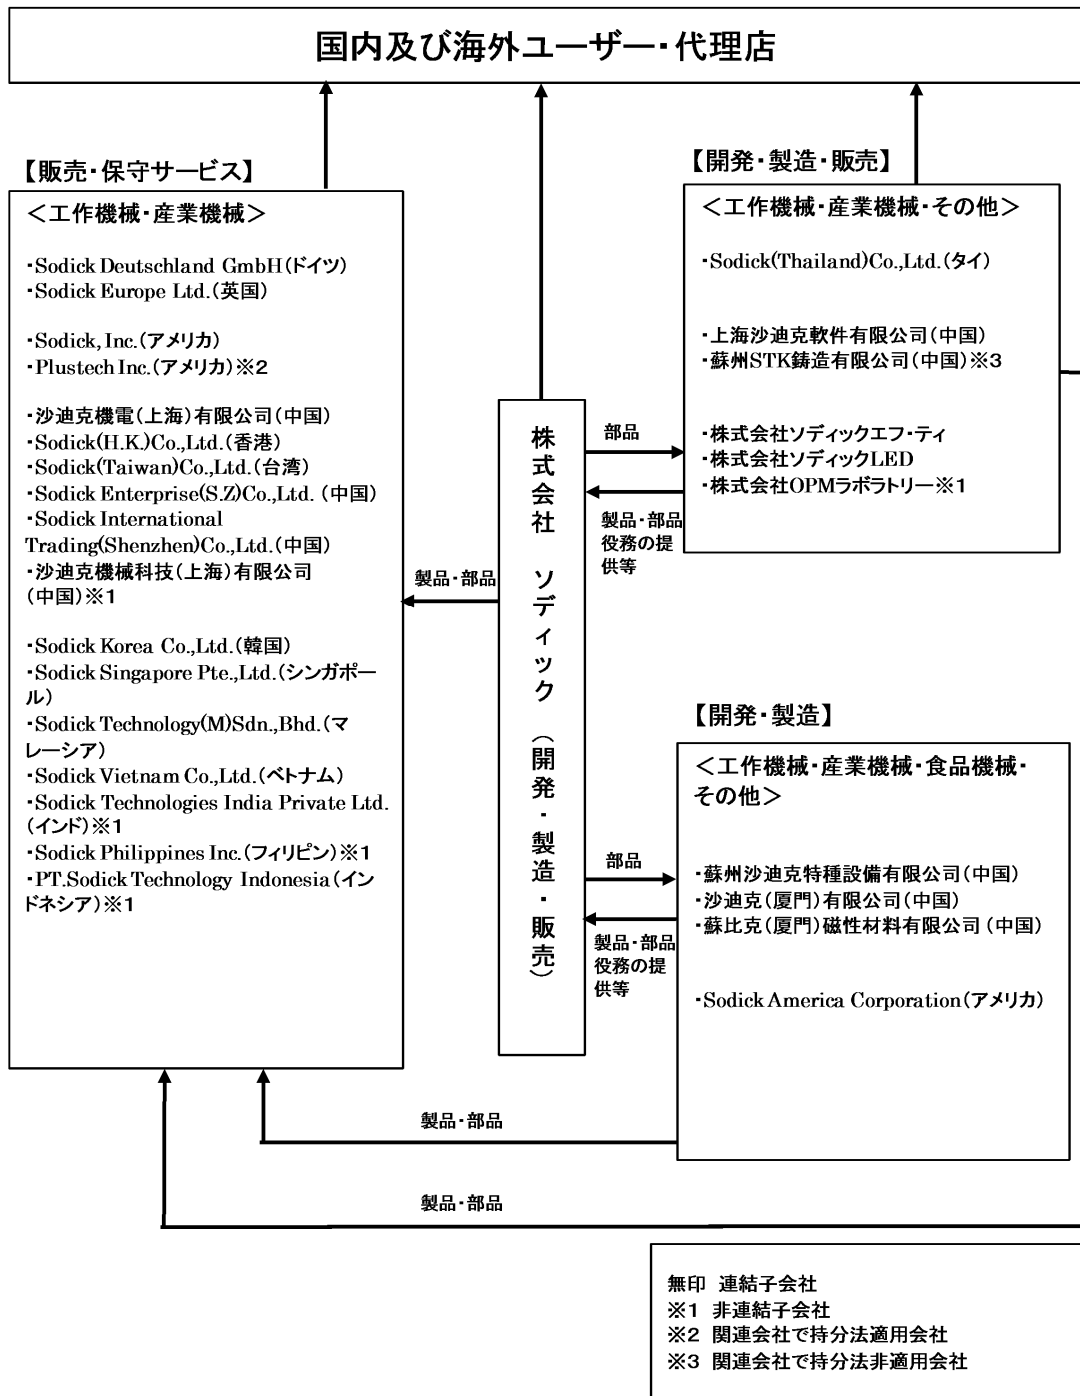 国内及び海外ユーザー・代理店
【販売・保守サービス】
＜工作機械・産業機械＞
・Sodick Deutschland GmbH（ドイツ）
・Sodick Europe Ltd.（英国）
・Sodick, Inc.（アメリカ）
・Plustech Inc.（アメリカ）※2
・沙迪克機電（上海）有限公司（中国）
・Sodick(H.K.)Co.,Ltd.（香港）
・Sodick(Taiwan)Co.,Ltd.（台湾）
・Sodick Enterprise(S.Z)Co.,Ltd.（中国）
・Sodick International
Trading(Shenzhen)Co.,Ltd.（中国）
・沙迪克機械科技（上海）有限公司
（中国）※1
・Sodick Korea Co.,Ltd.（韓国）
・Sodick Singapore Pte.,Ltd.（シンガポー
ル）
・Sodick Technology(M)Sdn.,Bhd.（マ
レーシア）
・Sodick Vietnam Co.,Ltd.（ベトナム）
・Sodick Technologies India Private Ltd.
（インド）※1
・Sodick Philippines Inc.（フィリピン）※1
・PT.Sodick Technology Indonesia（イン
ドネシア）※1
製品・部品
株式会社 ソディック （開発・製造・販売）
部品
製品・部品
役務の提
供等
【開発・製造・販売】
＜工作機械・産業機械・その他＞
・Sodick(Thailand)Co.,Ltd.（タイ）
・上海沙迪克軟件有限公司（中国）
・蘇州STK鋳造有限公司（中国）※3
・株式会社ソディックエフ・ティ
・株式会社ソディックLED
・株式会社OPMラボラトリー※1
部品
製品・部品
役務の提
供等
【開発・製造】
＜工作機械・産業機械・食品機械・
その他＞
・蘇州沙迪克特種設備有限公司（中国）
・沙迪克（厦門）有限公司（中国）
・蘇比克（厦門）磁性材料有限公司（中国）
・Sodick America Corporation（アメリカ）
製品・部品
製品・部品
無印 連結子会社
※1 非連結子会社
※2 関連会社で持分法適用会社
※3 関連会社で持分法非適用会社